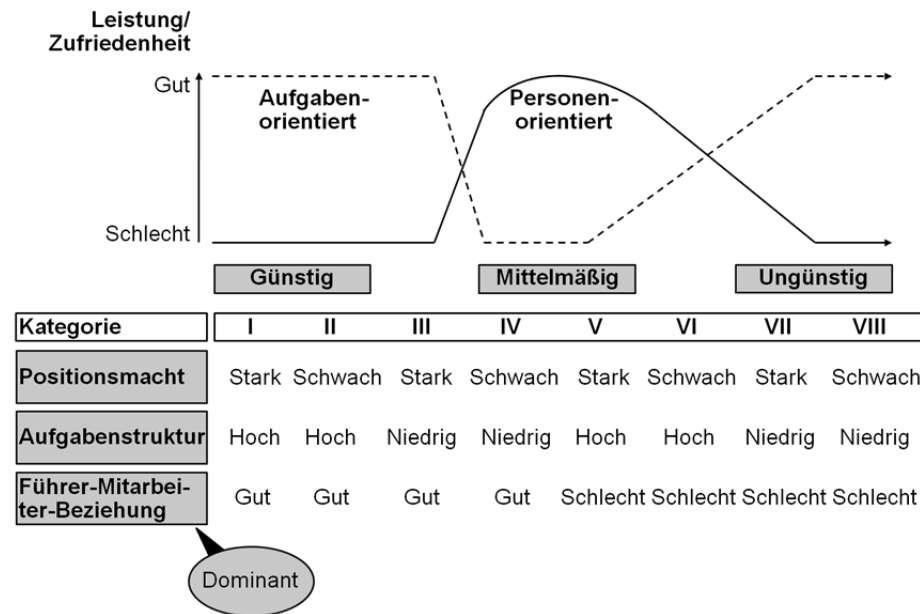 Leistung/
Zufriedenheit
Gut
Aufgaben-
orientiert
Personen-
orientiert
Schlecht
Günstig Mittelmäßig Ungünstig
Kategorie I II III IV V VI VII VIII
Positionsmacht Stark Schwach Stark Schwach Stark Schwach Stark Schwach
Aufgabenstruktur Hoch Hoch Niedrig Niedrig Hoch Hoch Niedrig Niedrig
Führer-Mitarbei-
ter-Beziehung Gut Gut Gut Gut Schlecht Schlecht Schlecht Schlecht
Dominant